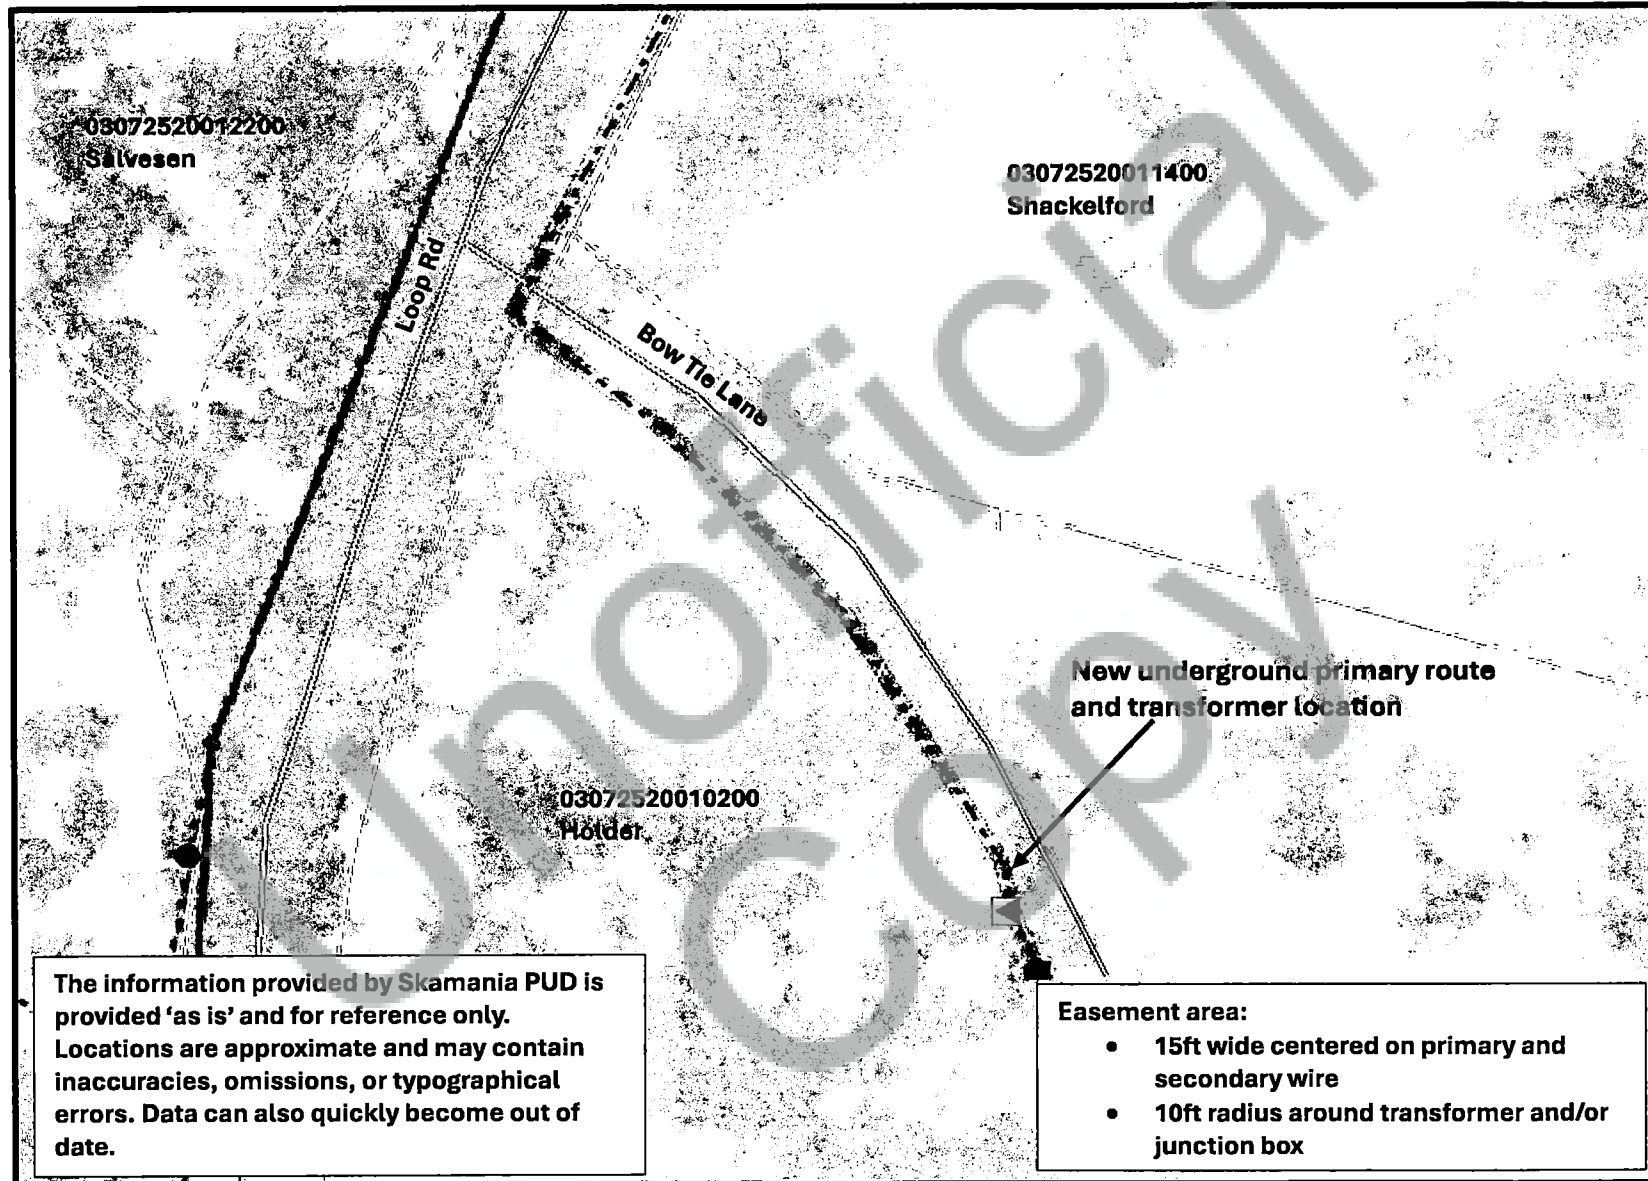 03072520012200
Salvesen
03072520011400
Shackelford
Loop Rd
Bow Tie Lane
New underground primary route
and transformer location
03072520010200
Holder
Unofficial
Copy
The information provided by Skamania PUD is
provided ‘as is’ and for reference only.
Locations are approximate and may contain
inaccuracies, omissions, or typographical
errors. Data can also quickly become out of
date.
Easement area:
• 15ft wide centered on primary and
secondary wire
• 10ft radius around transformer and/or
junction box